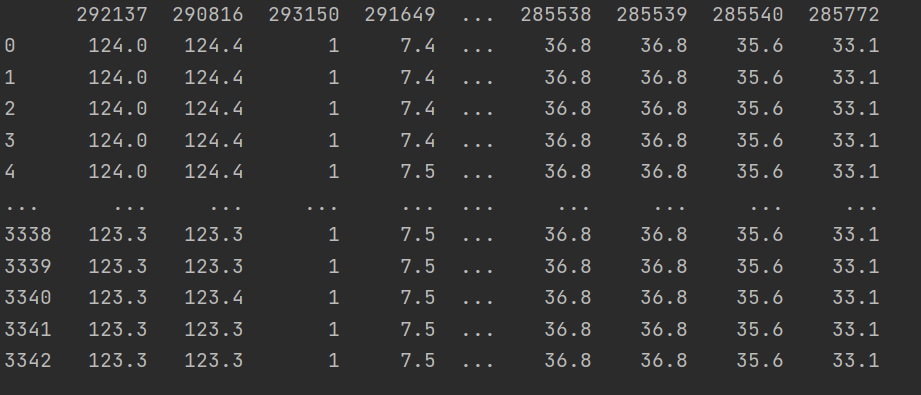 292137 290816 293150 291649 ... 285538 285539 285540 285772
0 124.0 124.4 1 7.4 ... 36.8 36.8 35.6 33.1
1 124.0 124.4 1 7.4 ... 36.8 36.8 35.6 33.1
2 124.0 124.4 1 7.4 ... 36.8 36.8 35.6 33.1
3 124.0 124.4 1 7.4 ... 36.8 36.8 35.6 33.1
4 124.0 124.4 1 7.5 ... 36.8 36.8 35.6 33.1
... ... ... ... ... ... ... ... ... ...
3338 123.3 123.3 1 7.5 ... 36.8 36.8 35.6 33.1
3339 123.3 123.3 1 7.5 ... 36.8 36.8 35.6 33.1
3340 123.3 123.4 1 7.5 ... 36.8 36.8 35.6 33.1
3341 123.3 123.3 1 7.5 ... 36.8 36.8 35.6 33.1
3342 123.3 123.3 1 7.5 ... 36.8 36.8 35.6 33.1